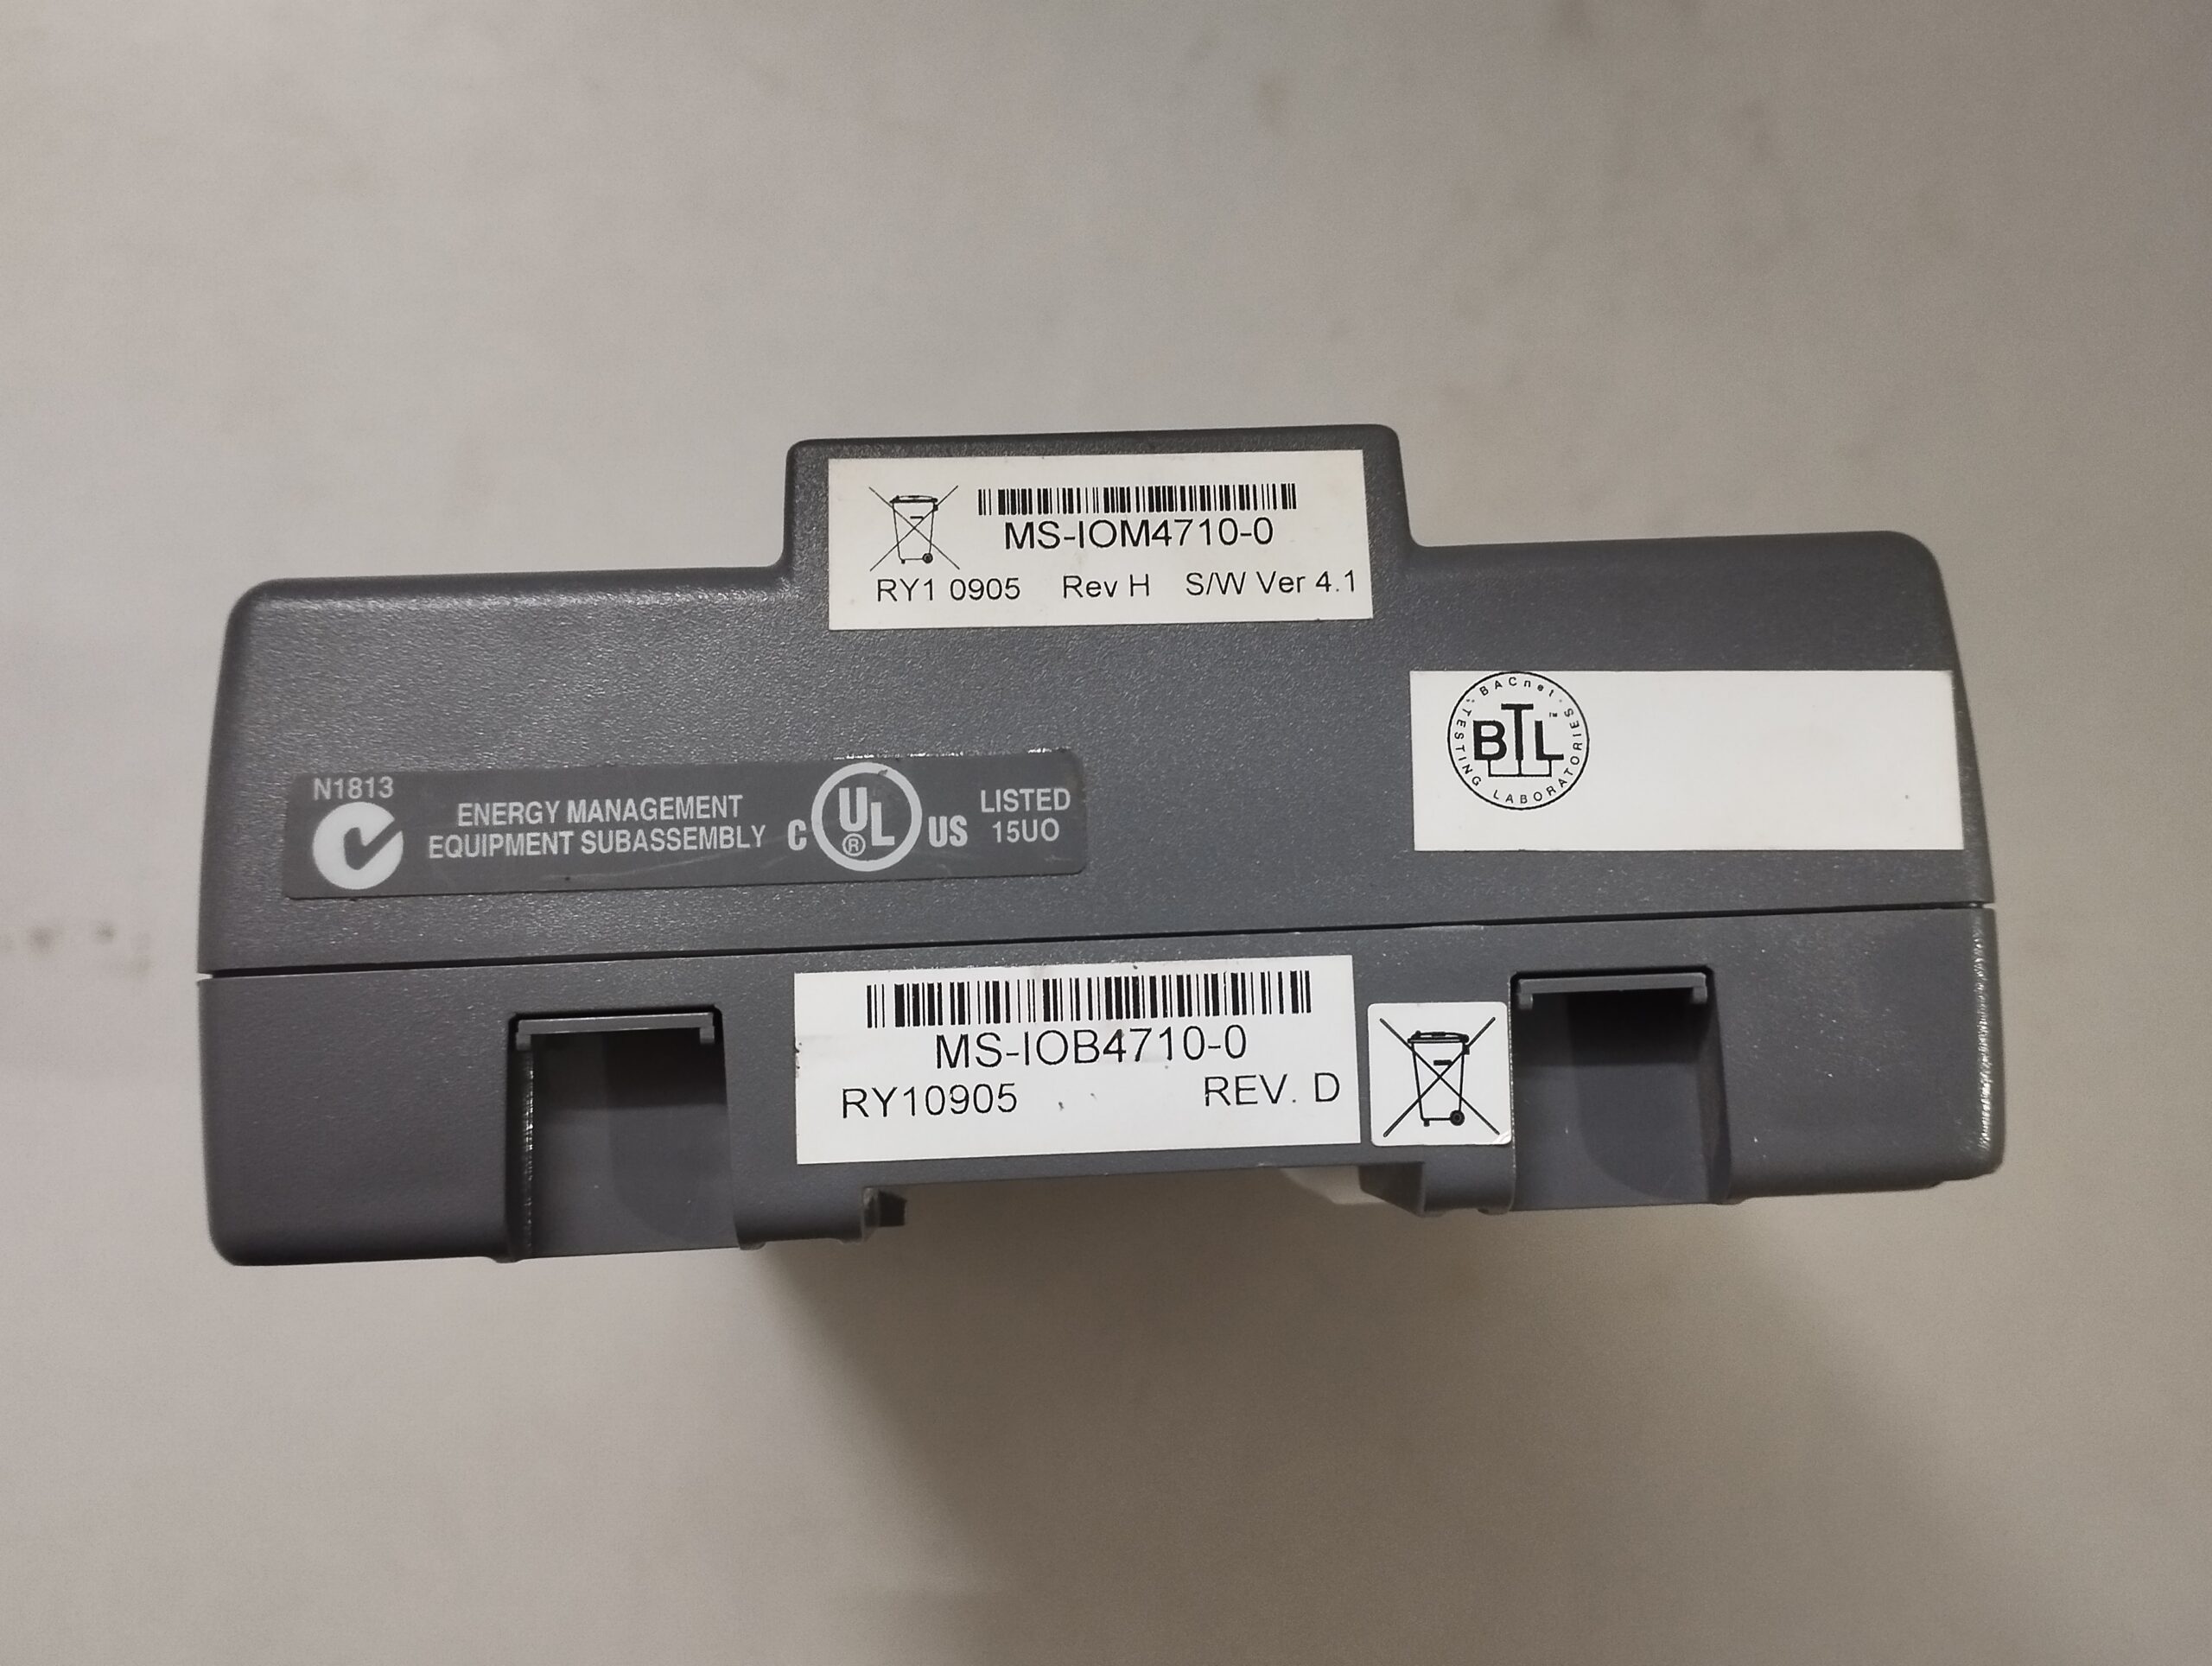 MS-IOM4710-0
RY1 0905 Rev H S/W Ver 4.1
BACnet TESTING LABORATORIES
BTL™
N1813
ENERGY MANAGEMENT
EQUIPMENT SUBASSEMBLY
C UL® US
LISTED
15UO
MS-IOB4710-0
RY10905 REV. D